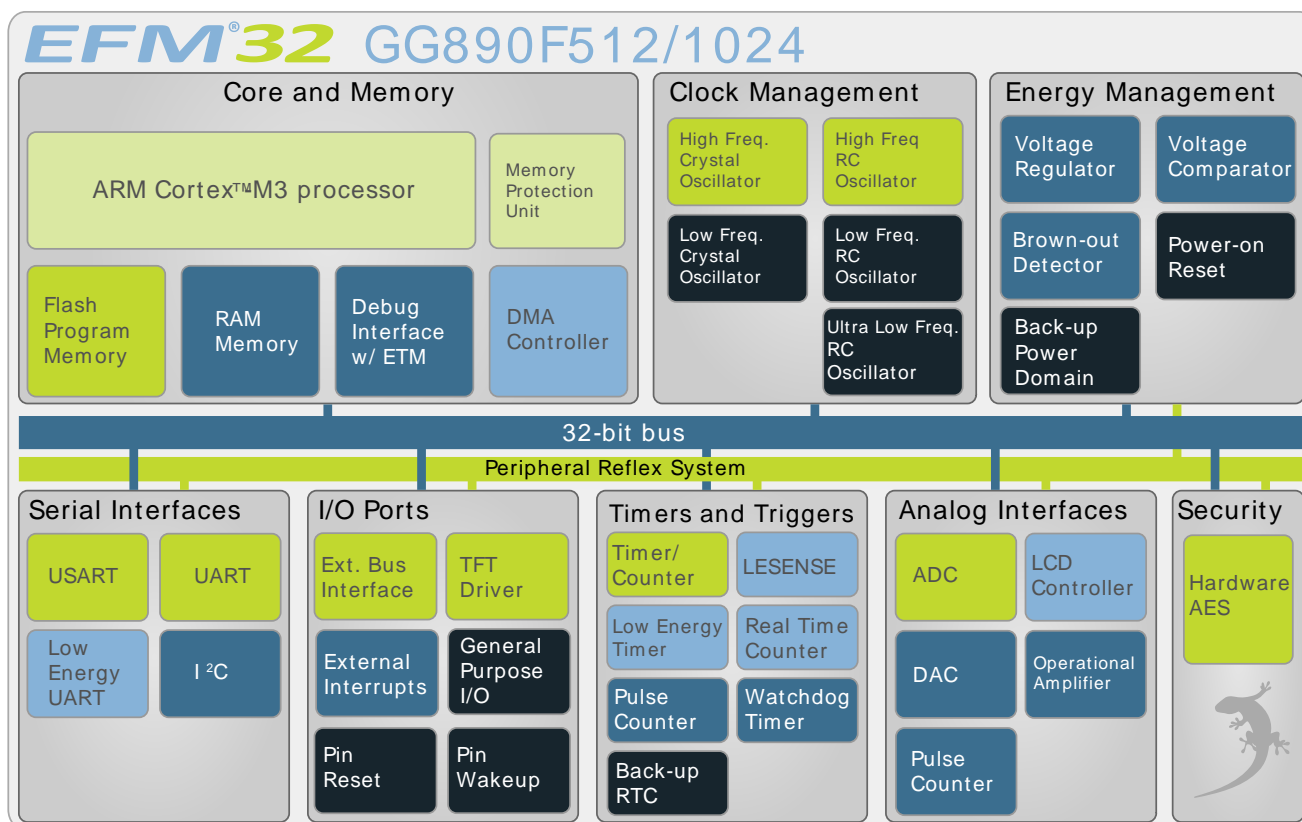 EFM®32 GG890F512/1024
Core and Memory
ARM Cortex™M3 processor
Memory
Protection
Unit
Flash
Program
Memory
RAM
Memory
Debug
Interface
w/ ETM
DMA
Controller
Clock Management
High Freq.
Crystal
Oscillator
High Freq
RC
Oscillator
Low Freq.
Crystal
Oscillator
Low Freq.
RC
Oscillator
Ultra Low Freq.
RC
Oscillator
Energy Management
Voltage
Regulator
Voltage
Comparator
Brown-out
Detector
Power-on
Reset
Back-up
Power
Domain
32-bit bus
Peripheral Reflex System
Serial Interfaces
USART
UART
Low
Energy
UART
I²C
I/O Ports
Ext. Bus
Interface
TFT
Driver
External
Interrupts
General
Purpose
I/O
Pin
Reset
Pin
Wakeup
Timers and Triggers
Timer/
Counter
LESENSE
Low Energy
Timer
Real Time
Counter
Pulse
Counter
Watchdog
Timer
Back-up
RTC
Analog Interfaces
ADC
LCD
Controller
DAC
Operational
Amplifier
Pulse
Counter
Security
Hardware
AES